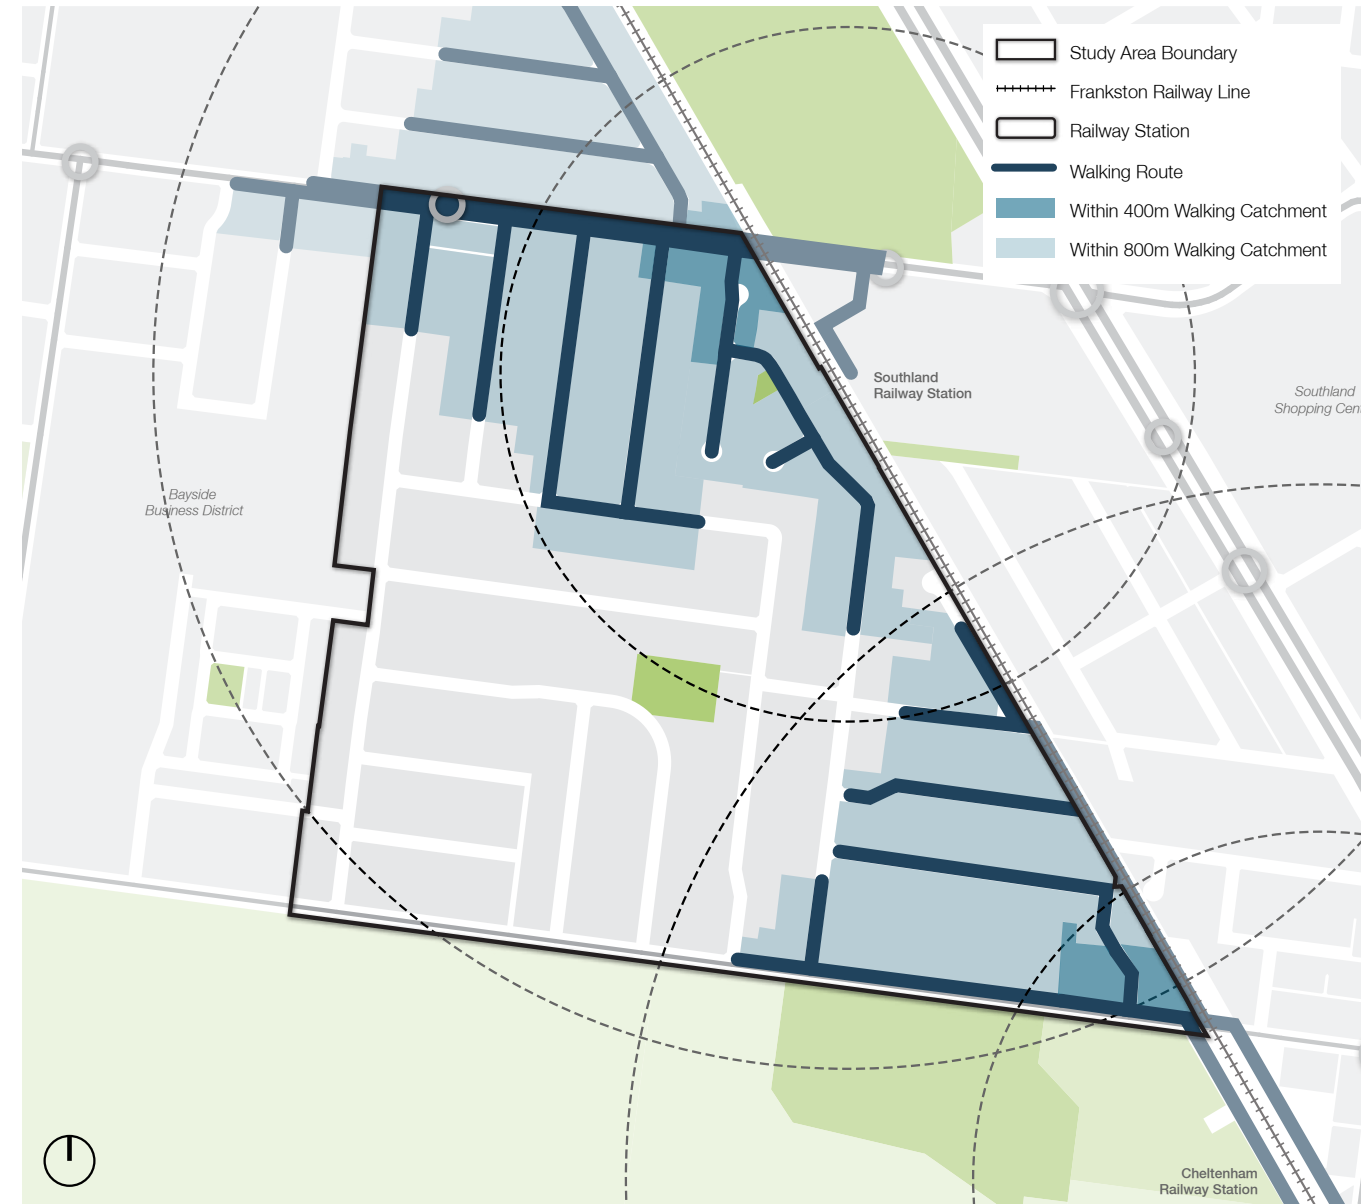 Study Area Boundary
Frankston Railway Line
Railway Station
Walking Route
Within 400m Walking Catchment
Within 800m Walking Catchment
Southland
Railway Station
Southland
Shopping Cen
Bayside
Business District
Cheltenham
Railway Station